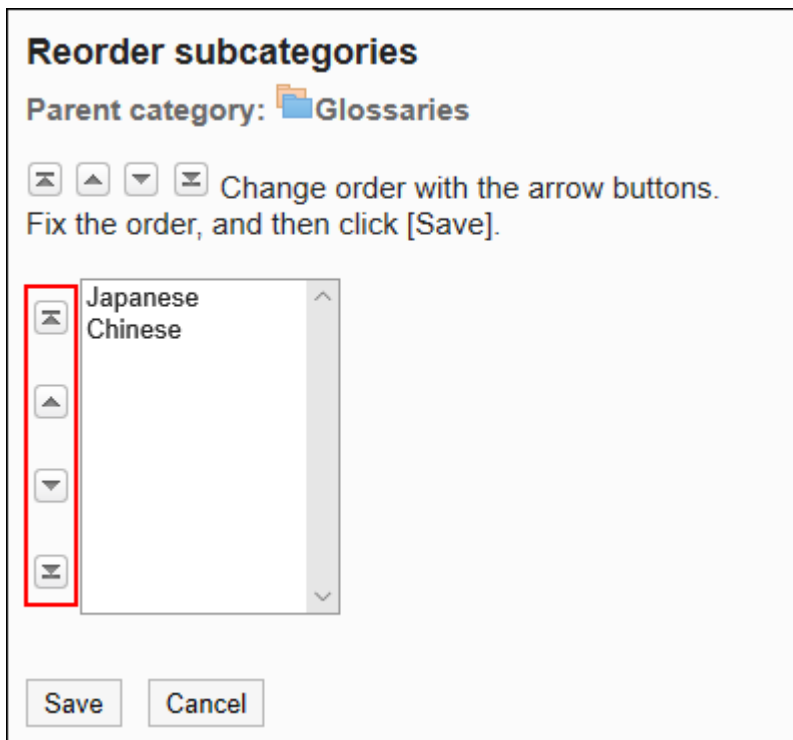 Reorder subcategories
Parent category: Glossaries
Change order with the arrow buttons.
Fix the order, and then click [Save].
Japanese
Chinese
Save Cancel